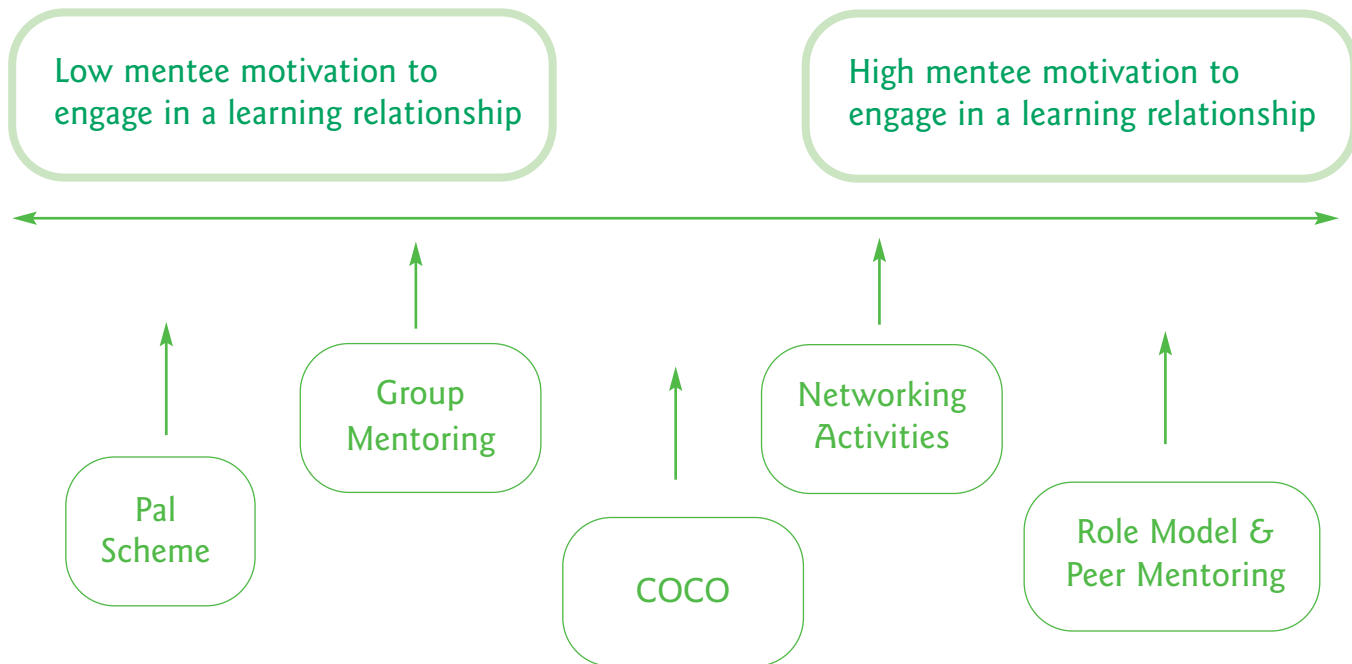 Low mentee motivation to
engage in a learning relationship
High mentee motivation to
engage in a learning relationship
Group
Mentoring
Networking
Activities
Pal
Scheme
COCO
Role Model &
Peer Mentoring